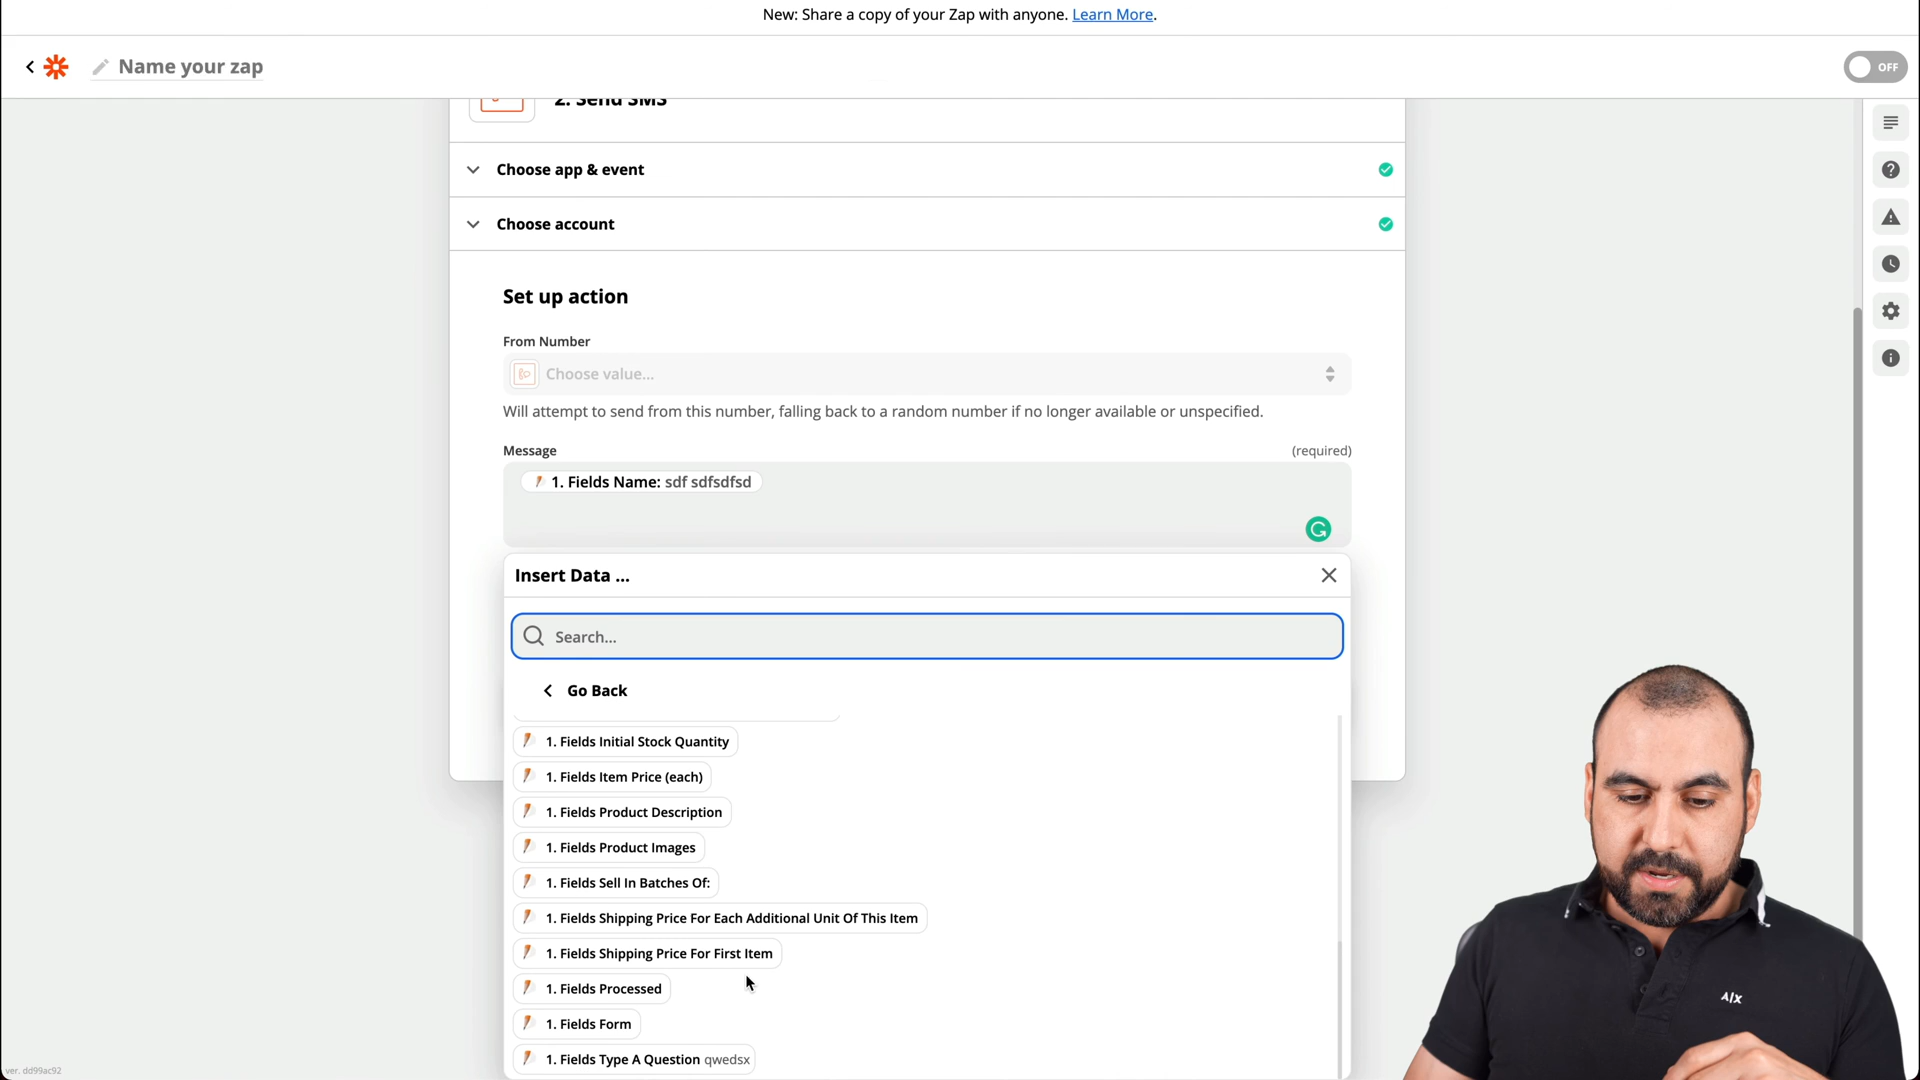 New: Share a copy of your Zap with anyone. Learn More.
Name your zap
OFF
2. Send SMS
Choose app & event
Choose account
Set up action
From Number
Choose value...
Will attempt to send from this number, falling back to a random number if no longer available or unspecified.
Message (required)
1. Fields Name: sdf sdfsdfsd
Insert Data ...
Search...
Go Back
1. Fields Initial Stock Quantity
1. Fields Item Price (each)
1. Fields Product Description
1. Fields Product Images
1. Fields Sell In Batches Of:
1. Fields Shipping Price For Each Additional Unit Of This Item
1. Fields Shipping Price For First Item
1. Fields Processed
1. Fields Form
1. Fields Type A Question qwedsx
A|X
ver. dd99ac92